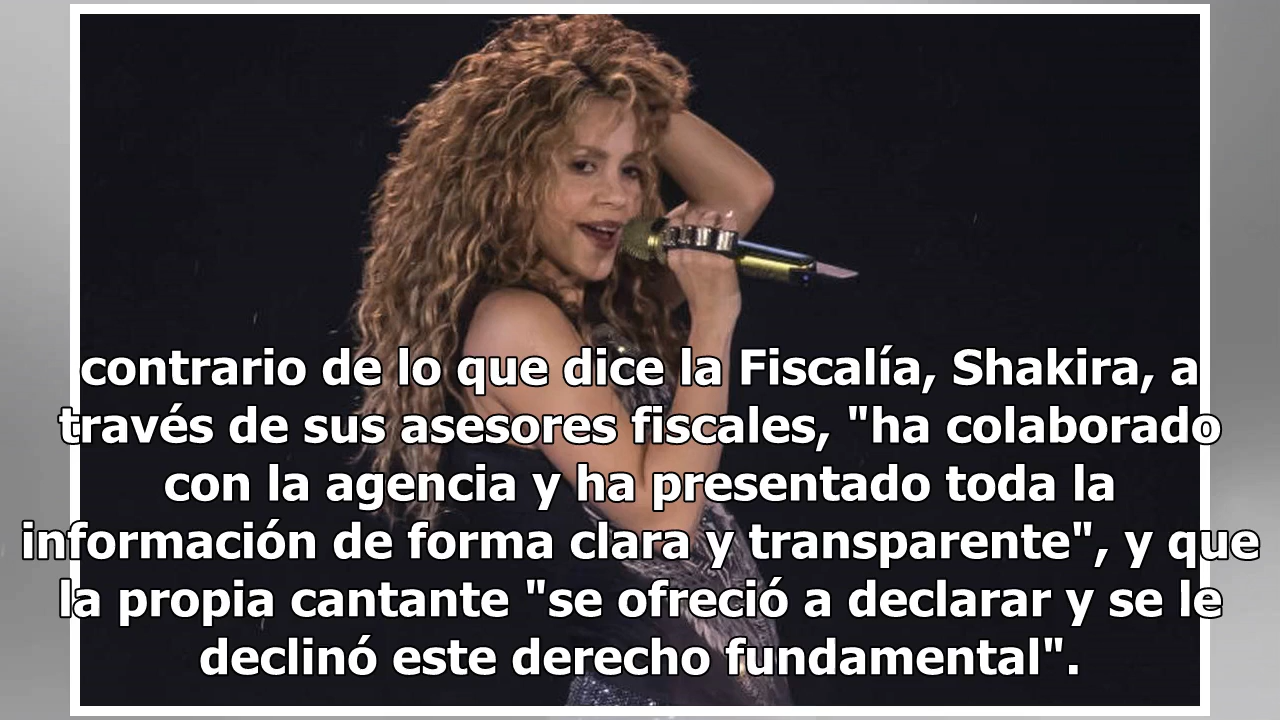 contrario de lo que dice la Fiscalía, Shakira, a
través de sus asesores fiscales, "ha colaborado
con la agencia y ha presentado toda la
información de forma clara y transparente", y que
la propia cantante "se ofreció a declarar y se le
declinó este derecho fundamental".